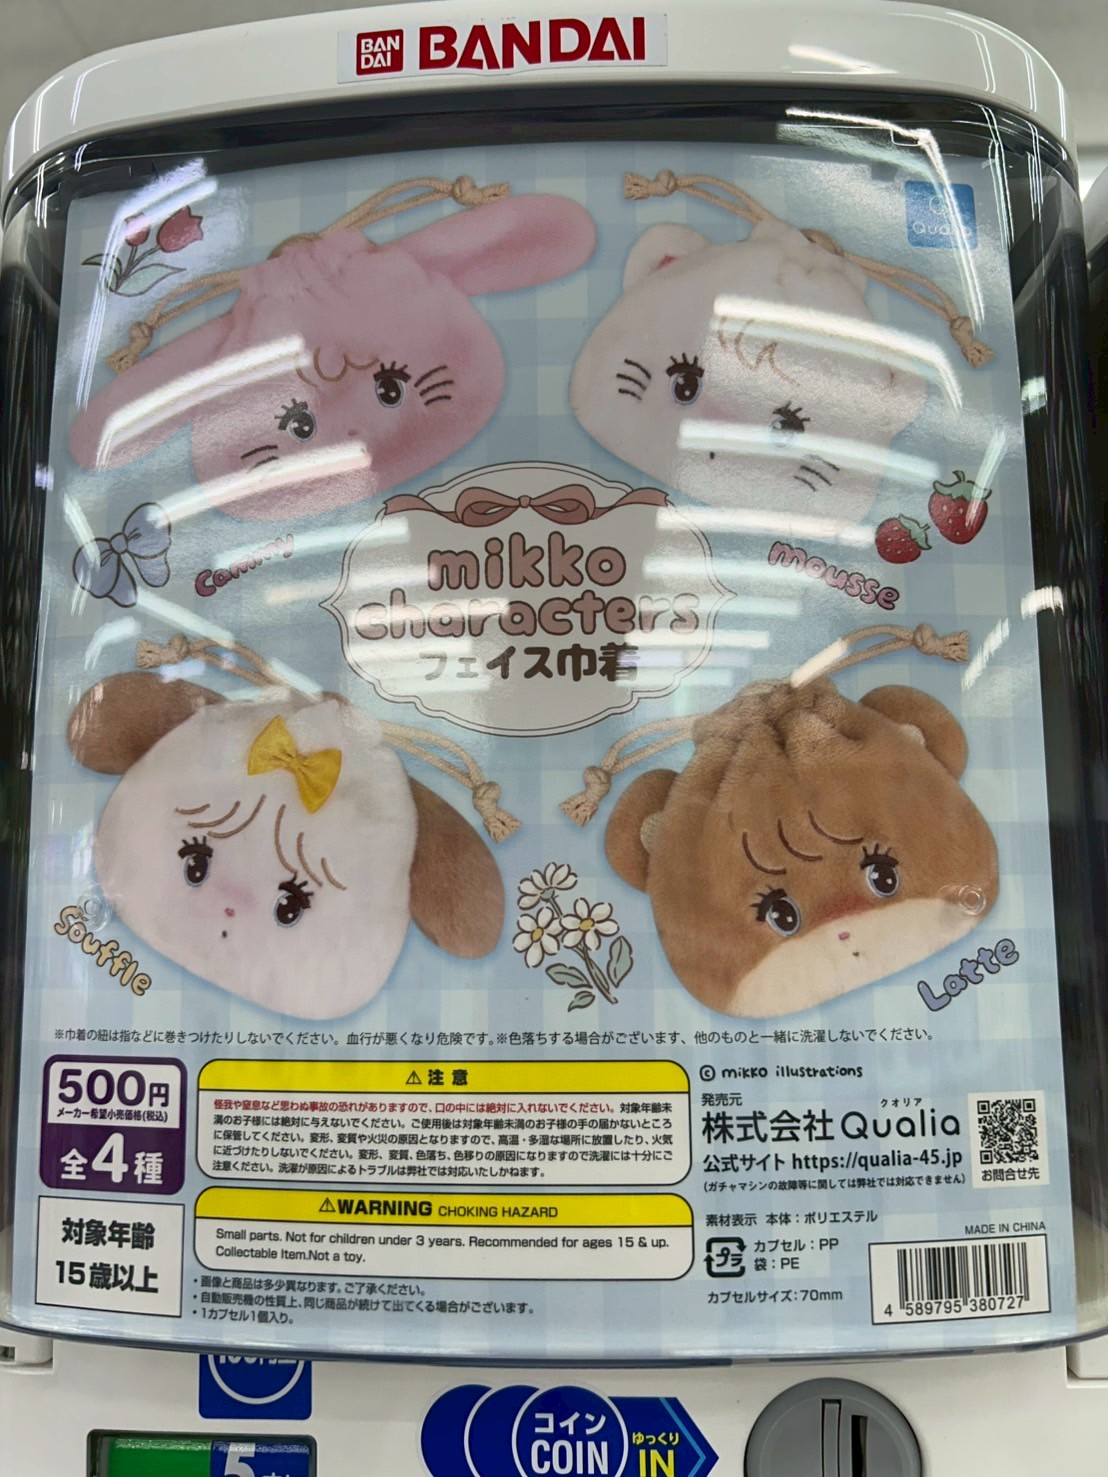 BAN
DAI
BANDAI
Qualia
Cammy
mousse
mikko
characters
フェイス巾着
Souffle
Latte
※巾着の紐は指などに巻きつけたりしないでください。血行が悪くなり危険です。※色落ちする場合がございます、他のものと一緒に洗濯しないでください。
500円
メーカー希望小売価格(税込)
全4種
対象年齢
15歳以上
⚠注意
怪我や窒息など思わぬ事故の恐れがありますので、口の中には絶対に入れないでください。対象年齢未
満のお子様には絶対に与えないでください。ご使用後は対象年齢未満のお子様の手の届かないところ
に保管してください。変形、変質や火災の原因となりますので、高温・多湿な場所に放置したり、火気
に近づけたりしないでください。変形、変質、色落ち、色移りの原因になりますので洗濯には十分にご
注意ください。洗濯が原因によるトラブルは弊社では対応いたしかねます。
⚠WARNING CHOKING HAZARD
Small parts. Not for children under 3 years. Recommended for ages 15 & up.
Collectable Item.Not a toy.
・画像と商品は多少異なります。ご了承ください。
・自動販売機の性質上、同じ商品が続けて出てくる場合がございます。
・1カプセル1個入り。
© mikko illustrations
発売元
クオリア
株式会社Qualia
公式サイト https://qualia-45.jp
(ガチャマシンの故障等に関しては弊社では対応できません)
お問合せ先
素材表示 本体：ポリエステル
プラ
カプセル：PP
袋：PE
カプセルサイズ：70mm
MADE IN CHINA
4 589795 380727
コイン
COIN
ゆっくり
IN